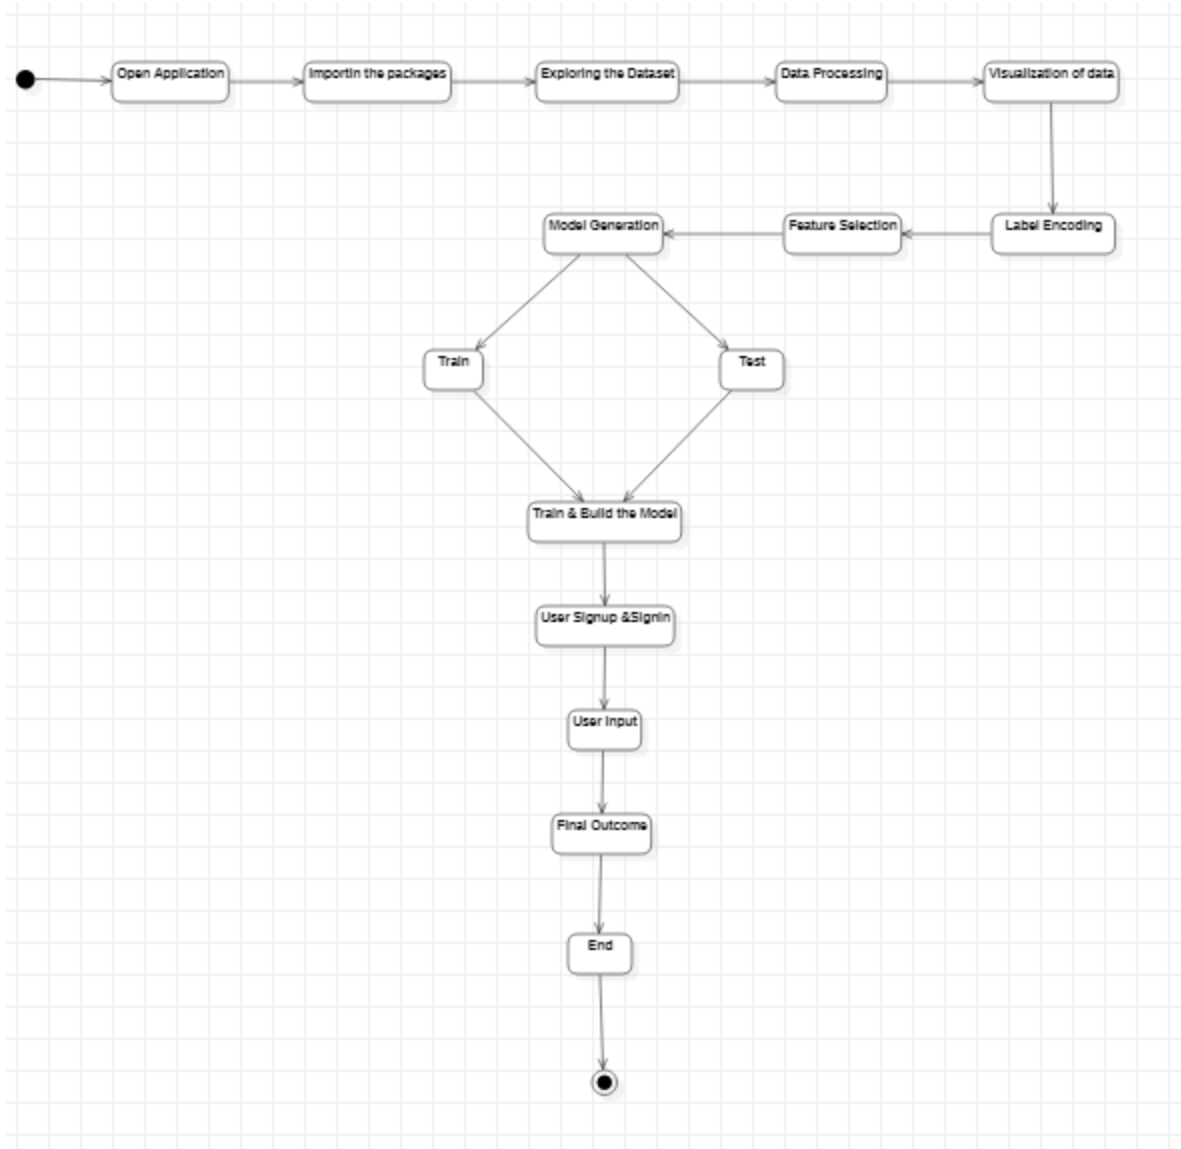 Open Application
Importin the packages
Exploring the Dataset
Data Processing
Visualization of data
Label Encoding
Feature Selection
Model Generation
Train
Test
Train & Build the Model
User Signup &Signin
User Input
Final Outcome
End